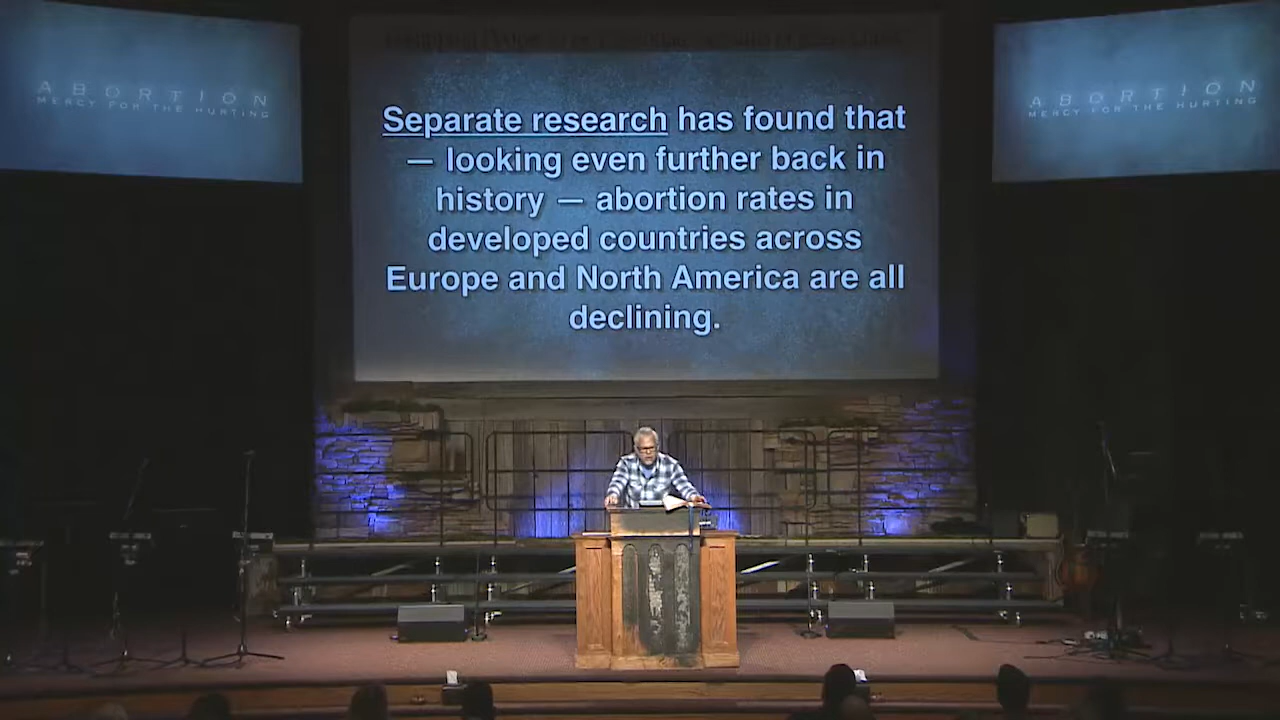 ABORTION
MERCY FOR THE HURTING
Separate research has found that
— looking even further back in
history — abortion rates in
developed countries across
Europe and North America are all
declining.
ABORTION
MERCY FOR THE HURTING